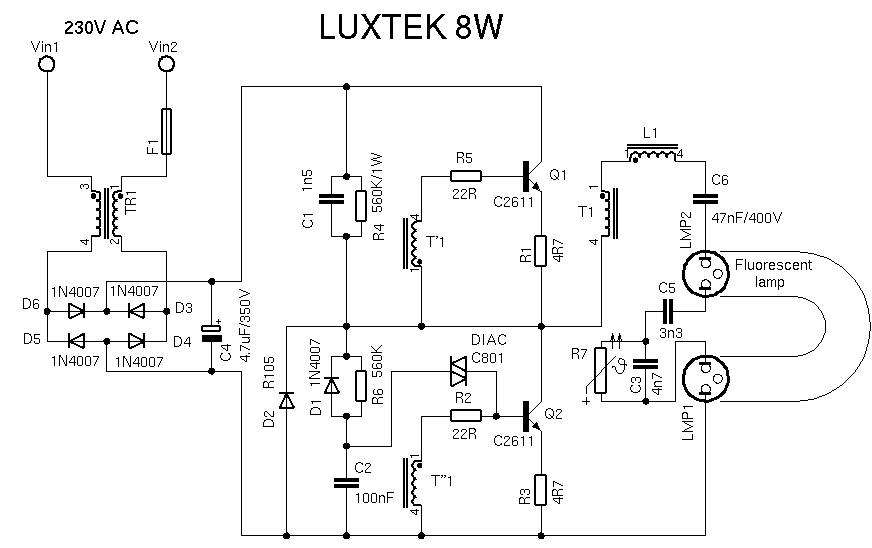 LUXTEK 8W
230V AC
Vin1
Vin2
F1
3
1
TR1
4
2
1N4007
1N4007
D6
D3
D5
D4
1N4007
1N4007
+
C4
4.7uF/350V
1n5
C1
560K/1W
R4
R5
22R
Q1
C2611
4
T'1
1
R1
4R7
L1
1
4
1
T1
4
C6
47nF/400V
LMP2
Fluorescent
lamp
C5
3n3
R7
ϑ
+
C3
4n7
LMP1
R105
D2
1N4007
D1
560K
R6
DIAC
C801
R2
22R
Q2
C2611
1
T"1
4
C2
100nF
R3
4R7